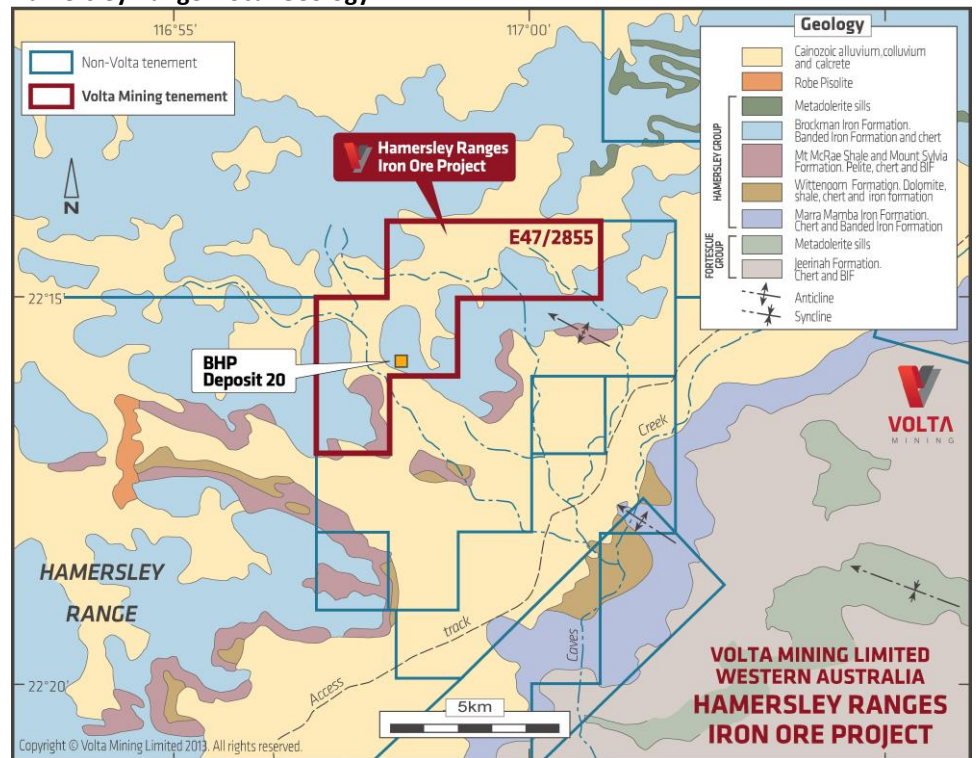 116°55'
117°00'
Non-Volta tenement
Volta Mining tenement
N
Hamersley Ranges
Iron Ore Project
E47/2855
22°15'
BHP
Deposit 20
Geology
Cainozoic alluvium,colluvium
and calcrete
Robe Pisolite
HAMERSLEY GROUP
Metadolerite sills
Brockman Iron Formation.
Banded Iron Formation and chert
Mt McRae Shale and Mount Sylvia
Formation. Pelite, chert and BIF
Wittenoom Formation. Dolomite,
shale, chert and iron formation
Marra Mamba Iron Formation.
Chert and Banded Iron Formation
FORTESCUE
GROUP
Metadolerite sills
Jeerinah Formation.
Chert and BIF
Anticline
Syncline
VOLTA
MINING
Creek
HAMERSLEY
RANGE
track
Access
Caves
22°20'
5km
VOLTA MINING LIMITED
WESTERN AUSTRALIA
HAMERSLEY RANGES
IRON ORE PROJECT
Copyright © Volta Mining Limited 2013. All rights reserved.